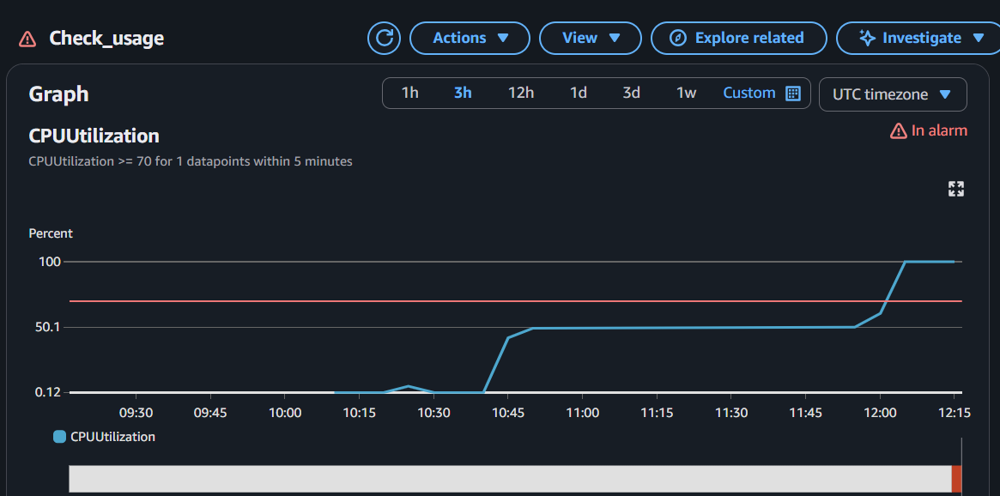 Check_usage
Actions
View
Explore related
Investigate
Graph
1h 3h 12h 1d 3d 1w Custom
UTC timezone
CPUUtilization
In alarm
CPUUtilization >= 70 for 1 datapoints within 5 minutes
Percent
100
50.1
0.12
09:30 09:45 10:00 10:15 10:30 10:45 11:00 11:15 11:30 11:45 12:00 12:15
CPUUtilization